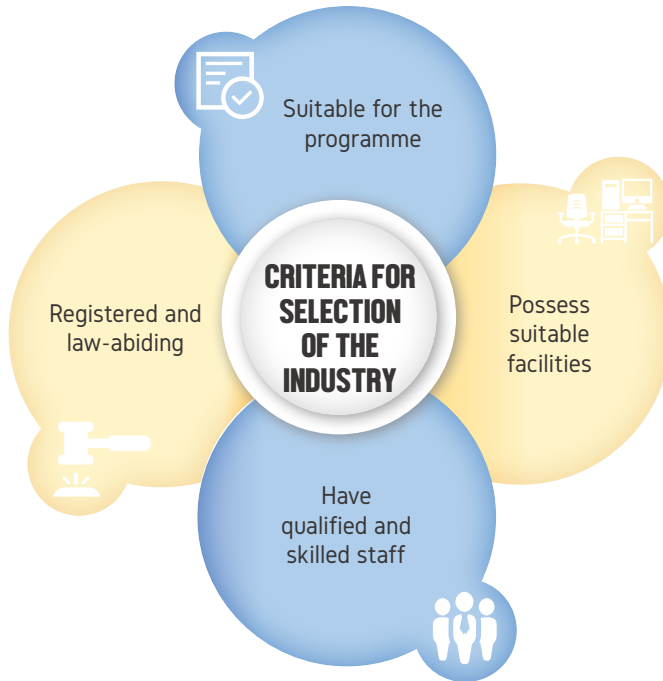 Suitable for the
programme
CRITERIA FOR
SELECTION
OF THE
INDUSTRY
Registered and
law-abiding
Possess
suitable
facilities
Have
qualified and
skilled staff